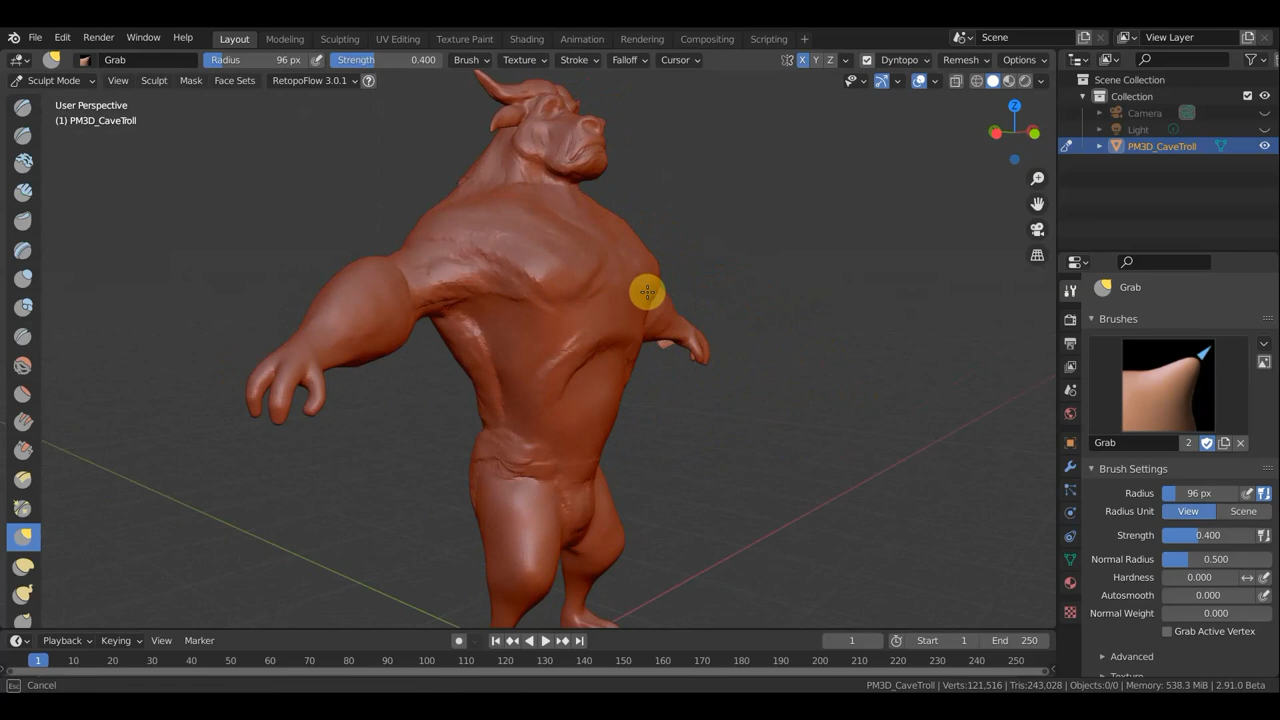 File Edit Render Window Help Layout Modeling Sculpting UV Editing Texture Paint Shading Animation Rendering Compositing Scripting + Scene View Layer
Grab Radius 96 px Strength 0.400 Brush Texture Stroke Falloff Cursor X Y Z Dyntopo Remesh Options
Sculpt Mode View Sculpt Mask Face Sets RetopoFlow 3.0.1 ?
User Perspective
(1) PM3D_CaveTroll
Z
Scene Collection
Collection
Camera
Light
PM3D_CaveTroll
Grab
Brushes
Grab 2
Brush Settings
Radius 96 px
Radius Unit View Scene
Strength 0.400
Normal Radius 0.500
Hardness 0.000
Autosmooth 0.000
Normal Weight 0.000
Grab Active Vertex
Advanced
Playback Keying View Marker 1 Start 1 End 250
1 10 20 30 40 50 60 70 80 90 100 110 120 130 140 150 160 170 180 190 200 210 220 230 240 250
Esc Cancel PM3D_CaveTroll | Verts:121,516 | Tris:243,028 | Objects:0/0 | Memory: 538.3 MiB | 2.91.0 Beta